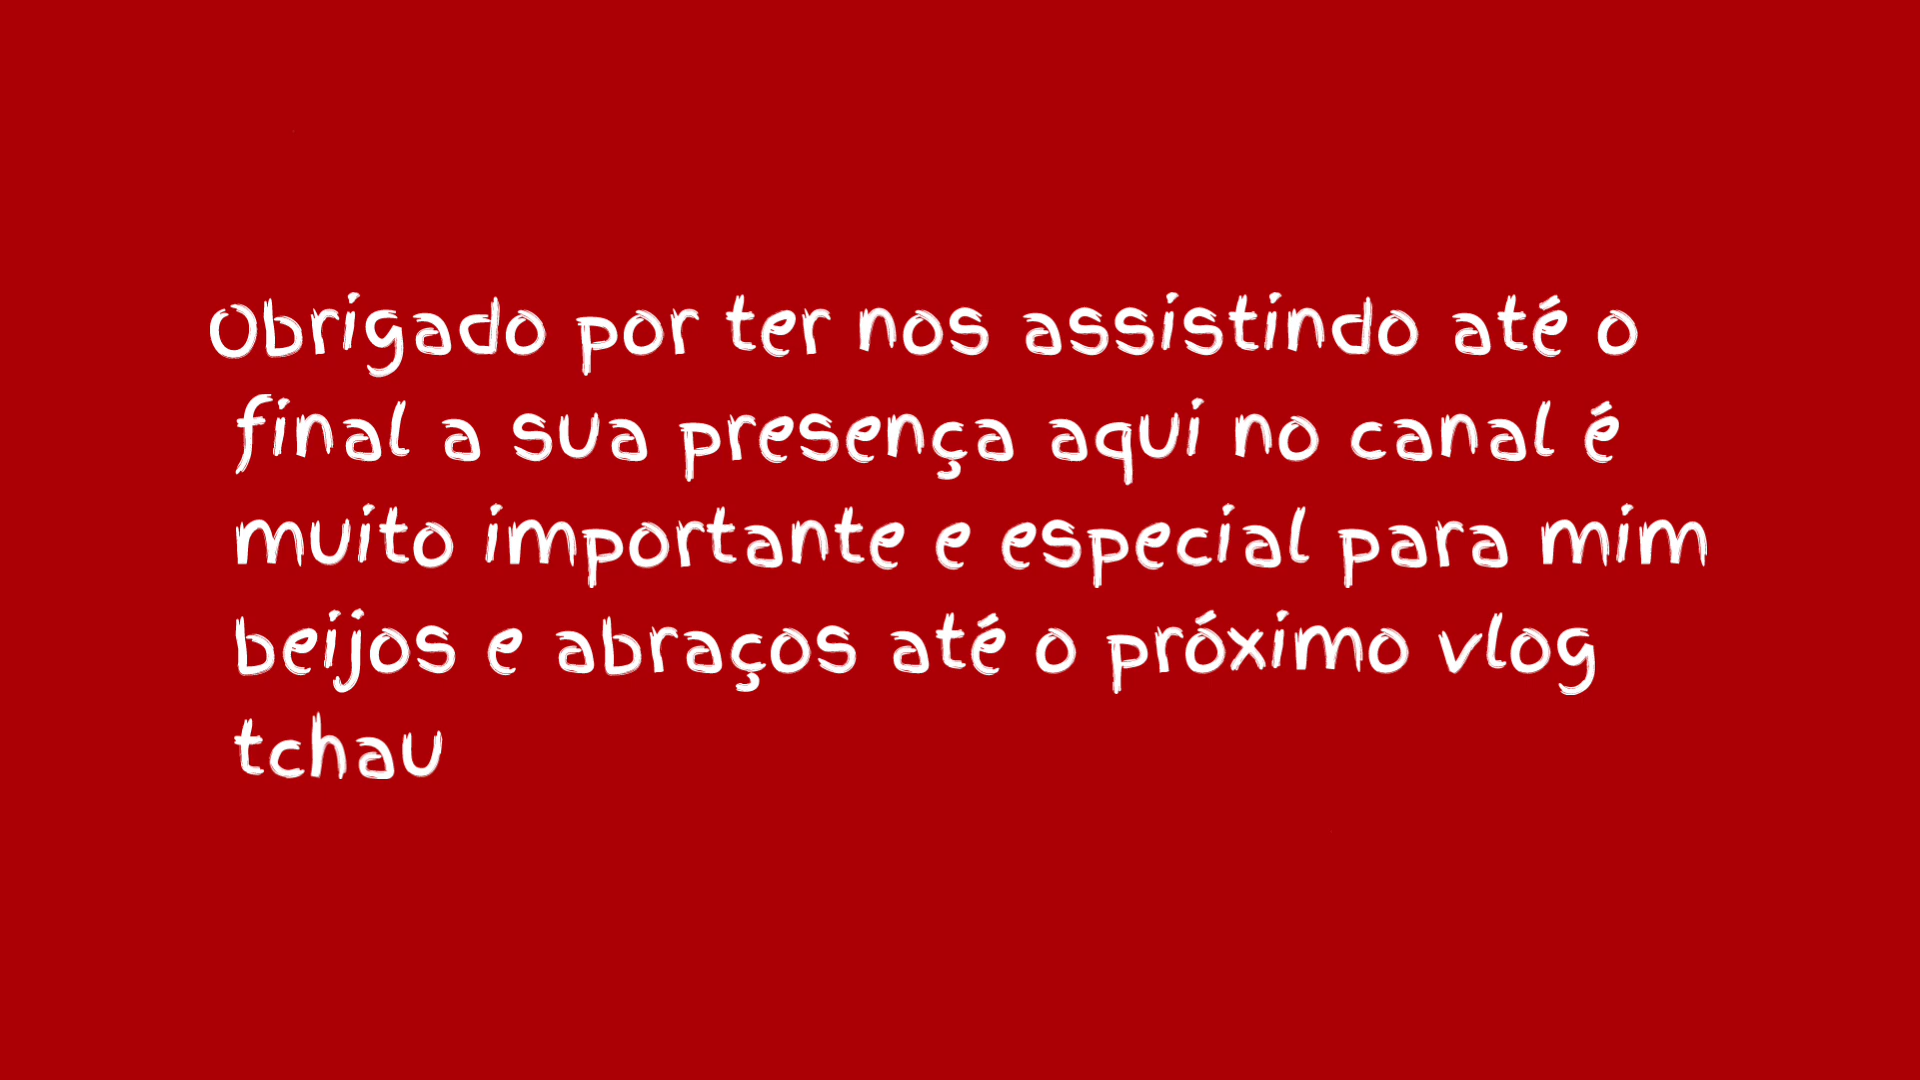 Obrigado por ter nos assistindo até o
final a sua presença aqui no canal é
muito importante e especial para mim
beijos e abraços até o próximo vlog
tchau